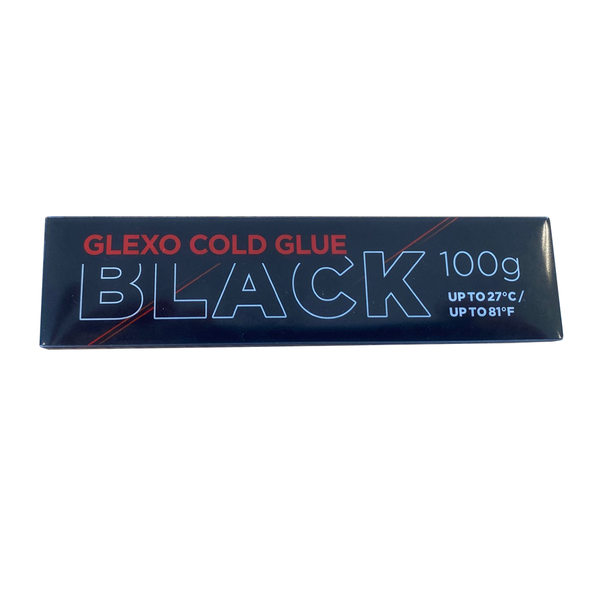 GLEXO COLD GLUE
BLACK
100g
UP TO 27°C /
UP TO 81°F